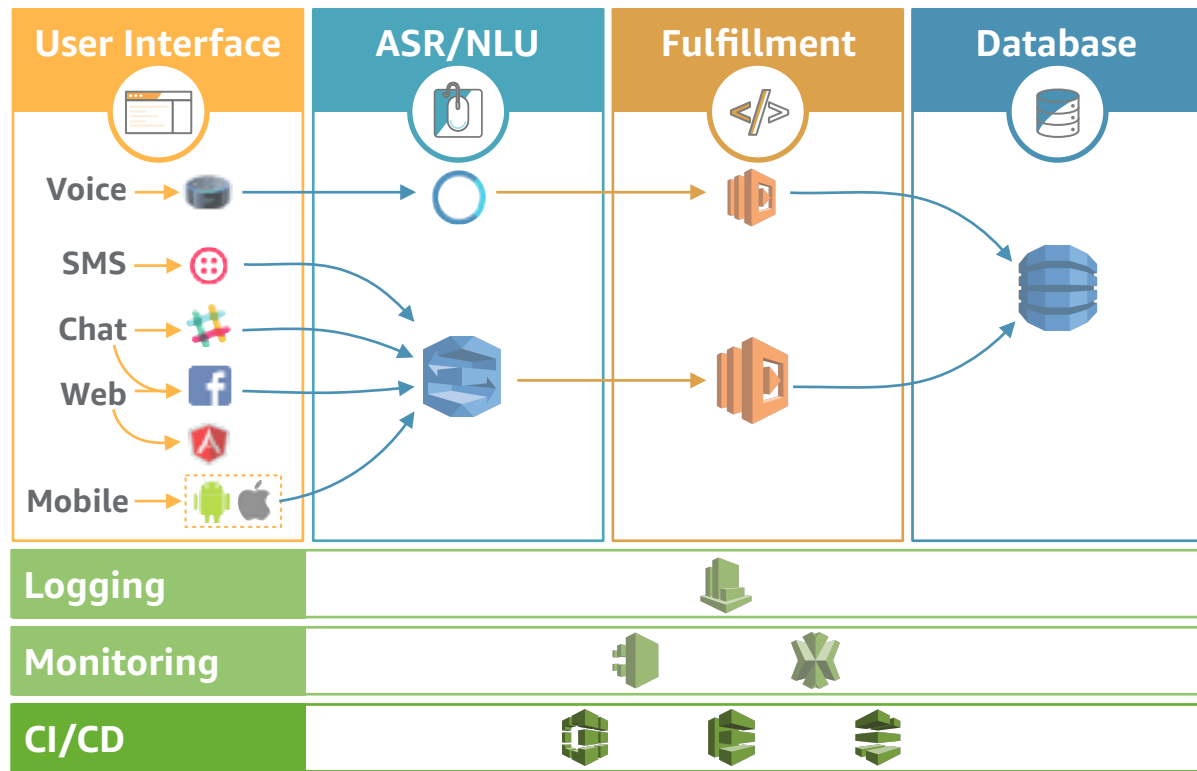 User Interface
ASR/NLU
Fulfillment
Database
Voice
SMS
Chat
Web
Mobile
Logging
Monitoring
CI/CD